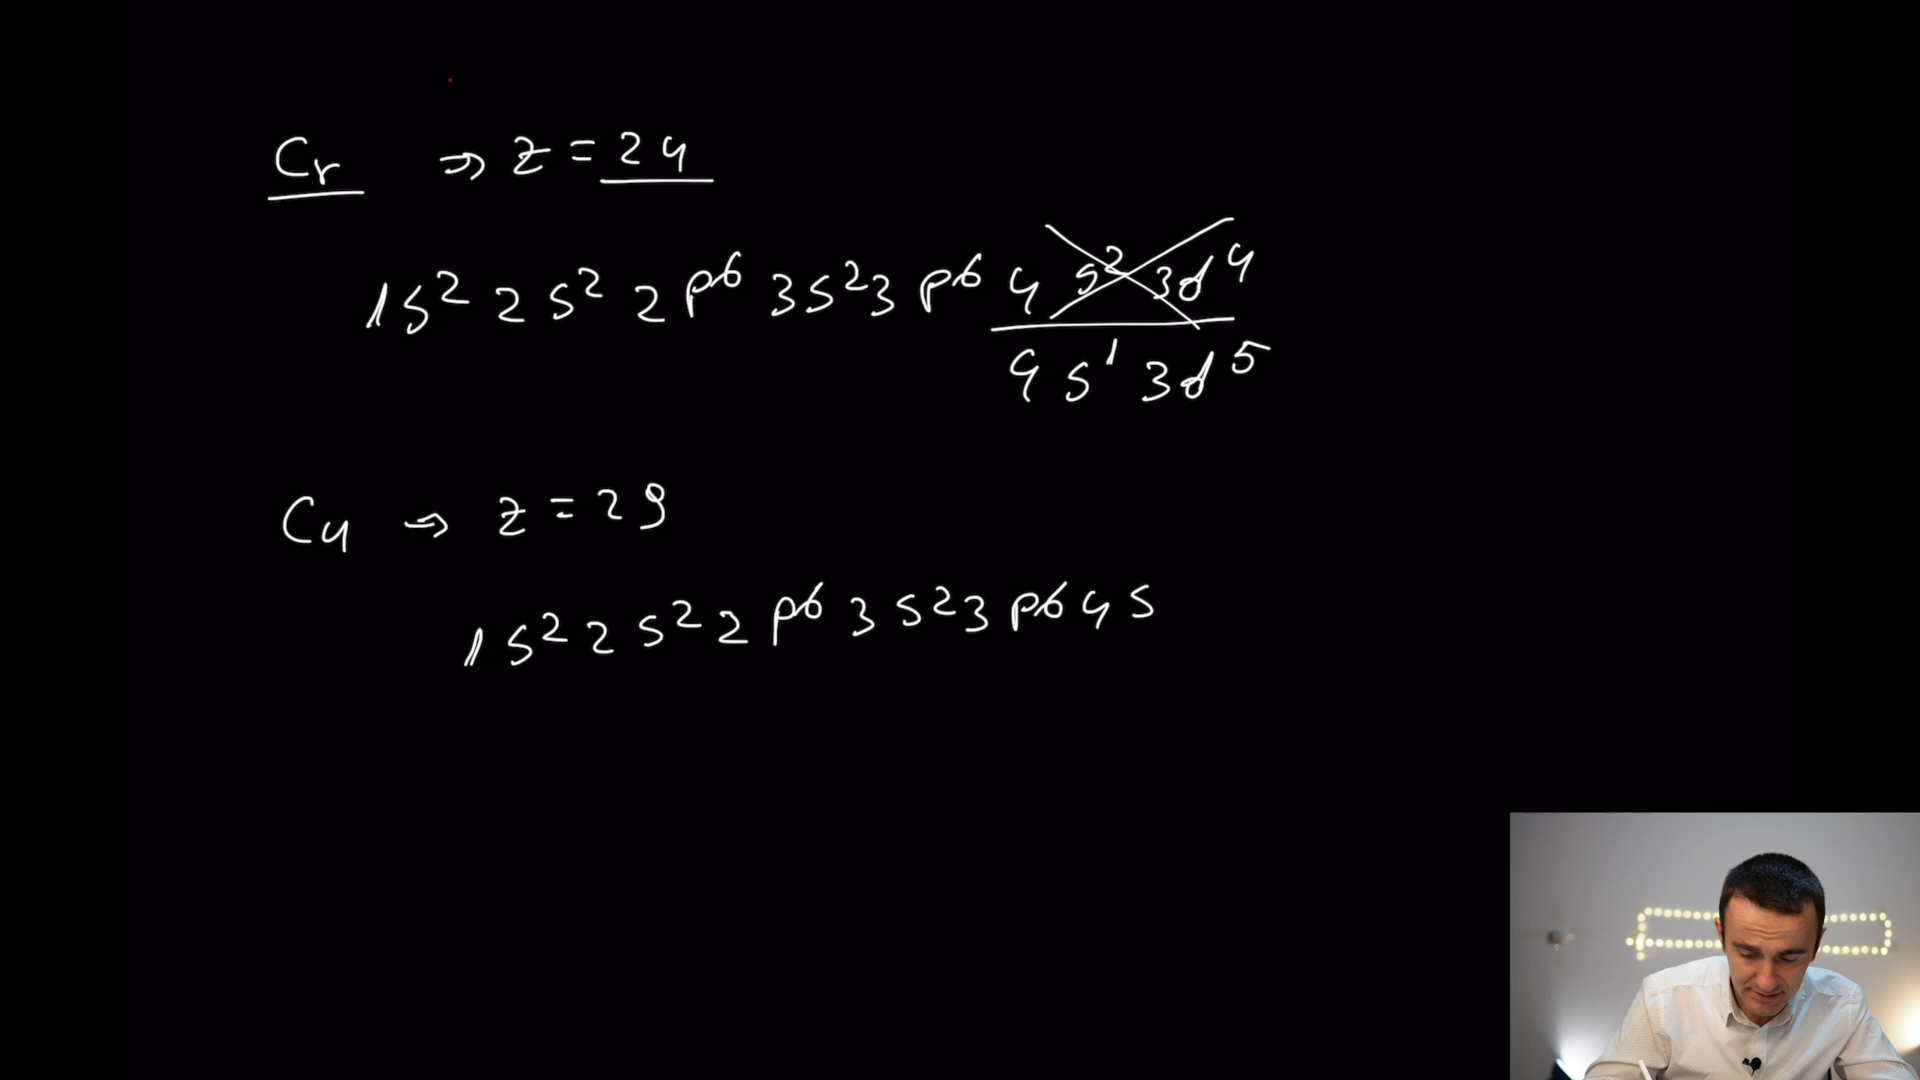 Cr ⇒ z = 24
1s² 2s² 2p⁶ 3s² 3p⁶ 4s² 3d⁴
4s¹ 3d⁵
Cu ⇒ z = 29
1s² 2s² 2p⁶ 3s² 3p⁶ 4s